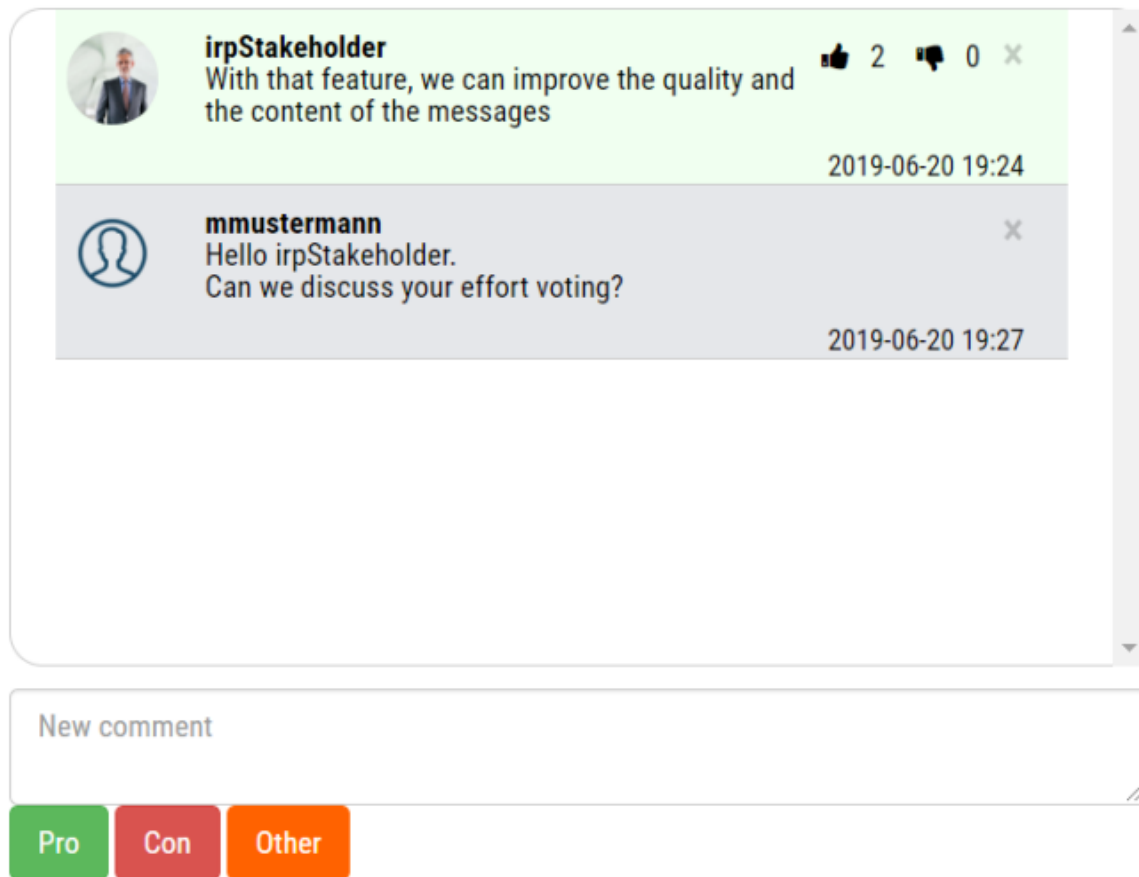 irpStakeholder
2 0 ×
With that feature, we can improve the quality and
the content of the messages
2019-06-20 19:24
mmustermann
×
Hello irpStakeholder.
Can we discuss your effort voting?
2019-06-20 19:27
New comment
Pro Con Other